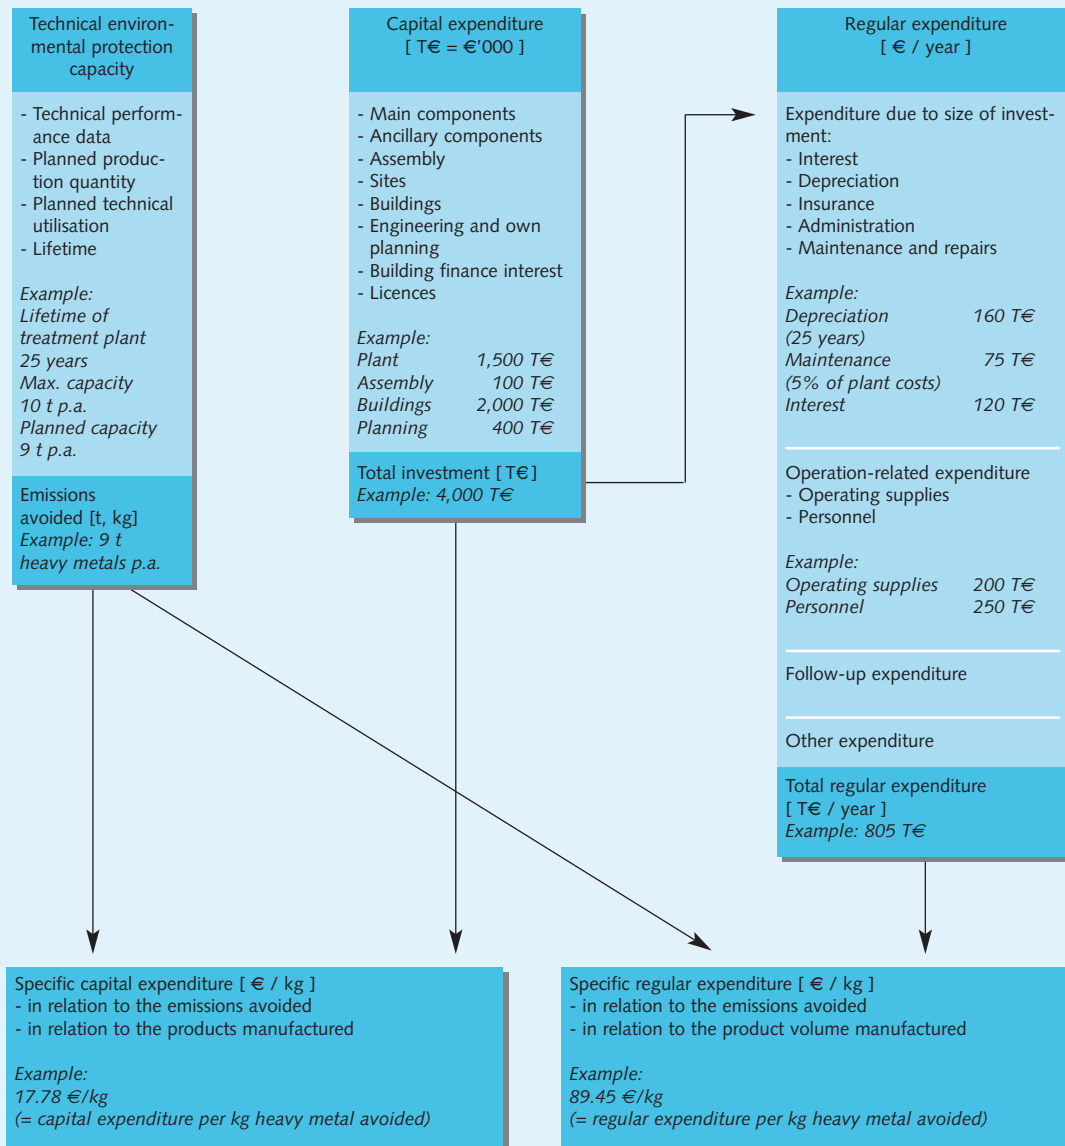 Technical environ-
mental protection
capacity
- Technical perform-
ance data
- Planned produc-
tion quantity
- Planned technical
utilisation
- Lifetime
Example:
Lifetime of
treatment plant
25 years
Max. capacity
10 t p.a.
Planned capacity
9 t p.a.
Emissions
avoided [t, kg]
Example: 9 t
heavy metals p.a.
Capital expenditure
[ T€ = €'000 ]
- Main components
- Ancillary components
- Assembly
- Sites
- Buildings
- Engineering and own
planning
- Building finance interest
- Licences
Example:
Plant 1,500 T€
Assembly 100 T€
Buildings 2,000 T€
Planning 400 T€
Total investment [ T€ ]
Example: 4,000 T€
Regular expenditure
[ € / year ]
Expenditure due to size of invest-
ment:
- Interest
- Depreciation
- Insurance
- Administration
- Maintenance and repairs
Example:
Depreciation 160 T€
(25 years)
Maintenance 75 T€
(5% of plant costs)
Interest 120 T€
Operation-related expenditure
- Operating supplies
- Personnel
Example:
Operating supplies 200 T€
Personnel 250 T€
Follow-up expenditure
Other expenditure
Total regular expenditure
[ T€ / year ]
Example: 805 T€
Specific capital expenditure [ € / kg ]
- in relation to the emissions avoided
- in relation to the products manufactured
Example:
17.78 €/kg
(= capital expenditure per kg heavy metal avoided)
Specific regular expenditure [ € / kg ]
- in relation to the emissions avoided
- in relation to the product volume manufactured
Example:
89.45 €/kg
(= regular expenditure per kg heavy metal avoided)